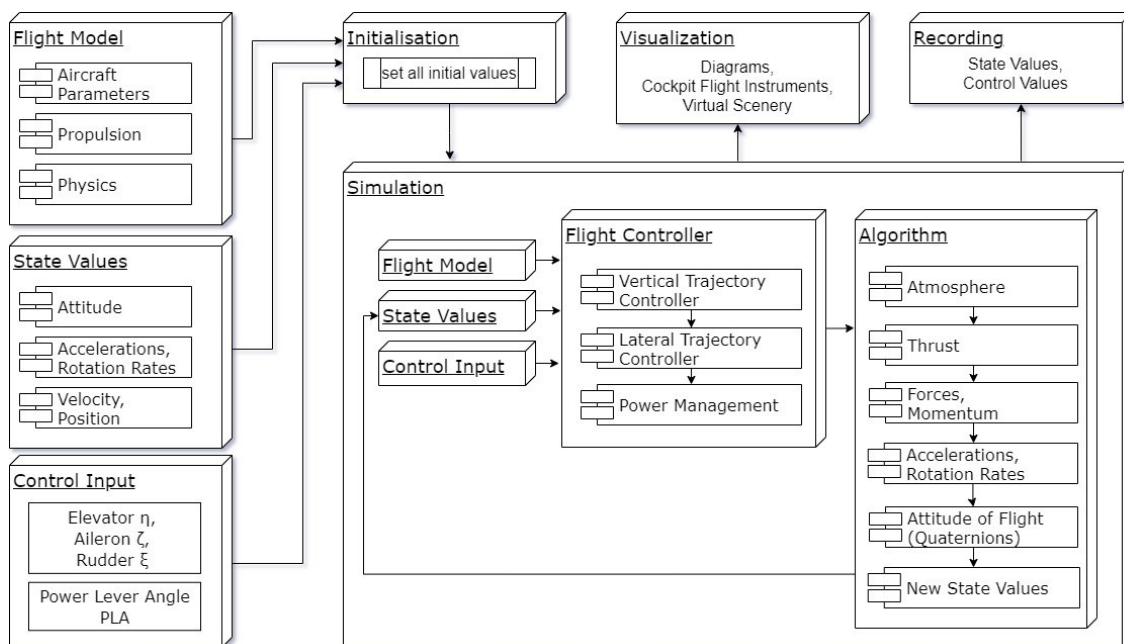 Flight Model
Aircraft
Parameters
Propulsion
Physics
State Values
Attitude
Accelerations,
Rotation Rates
Velocity,
Position
Control Input
Elevator η,
Aileron ζ,
Rudder ξ
Power Lever Angle
PLA
Initialisation
set all initial values
Visualization
Diagrams,
Cockpit Flight Instruments,
Virtual Scenery
Recording
State Values,
Control Values
Simulation
Flight Model
State Values
Control Input
Flight Controller
Vertical Trajectory
Controller
Lateral Trajectory
Controller
Power Management
Algorithm
Atmosphere
Thrust
Forces,
Momentum
Accelerations,
Rotation Rates
Attitude of Flight
(Quaternions)
New State Values